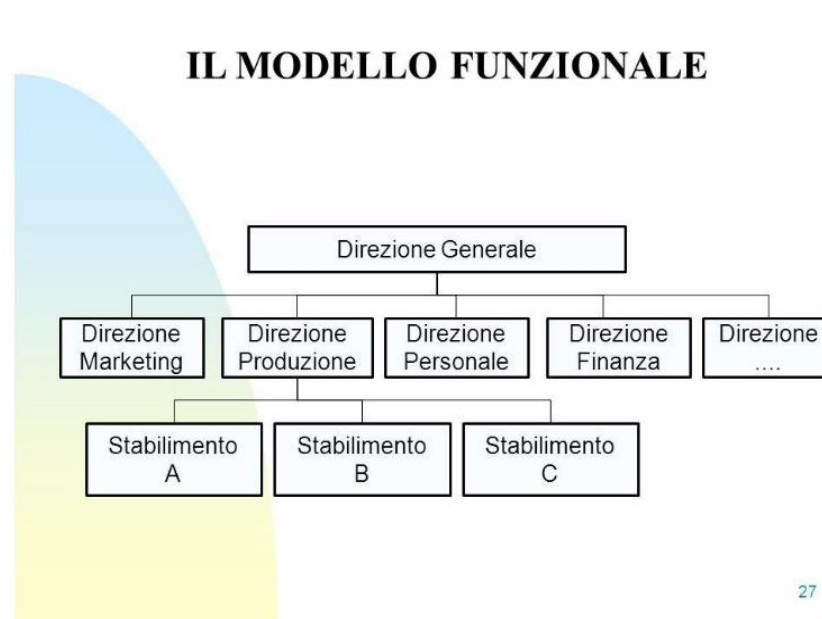 IL MODELLO FUNZIONALE
Direzione Generale
Direzione
Marketing
Direzione
Produzione
Direzione
Personale
Direzione
Finanza
Direzione
....
Stabilimento
A
Stabilimento
B
Stabilimento
C
27